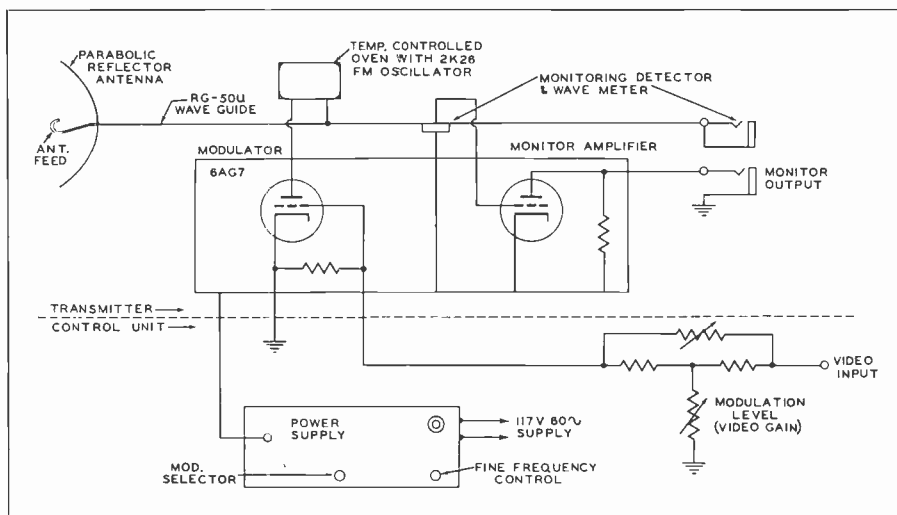 TEMP. CONTROLLED
OVEN WITH 2K26
FM OSCILLATOR
PARABOLIC
REFLECTOR
ANTENNA
MONITORING DETECTOR
& WAVE METER
RG-50U
WAVE GUIDE
ANT.
FEED
MODULATOR
MONITOR AMPLIFIER
6AG7
MONITOR
OUTPUT
TRANSMITTER
CONTROL UNIT
VIDEO
INPUT
MODULATION
LEVEL
(VIDEO GAIN)
POWER
SUPPLY
117V 60~
SUPPLY
MOD.
SELECTOR
FINE FREQUENCY
CONTROL